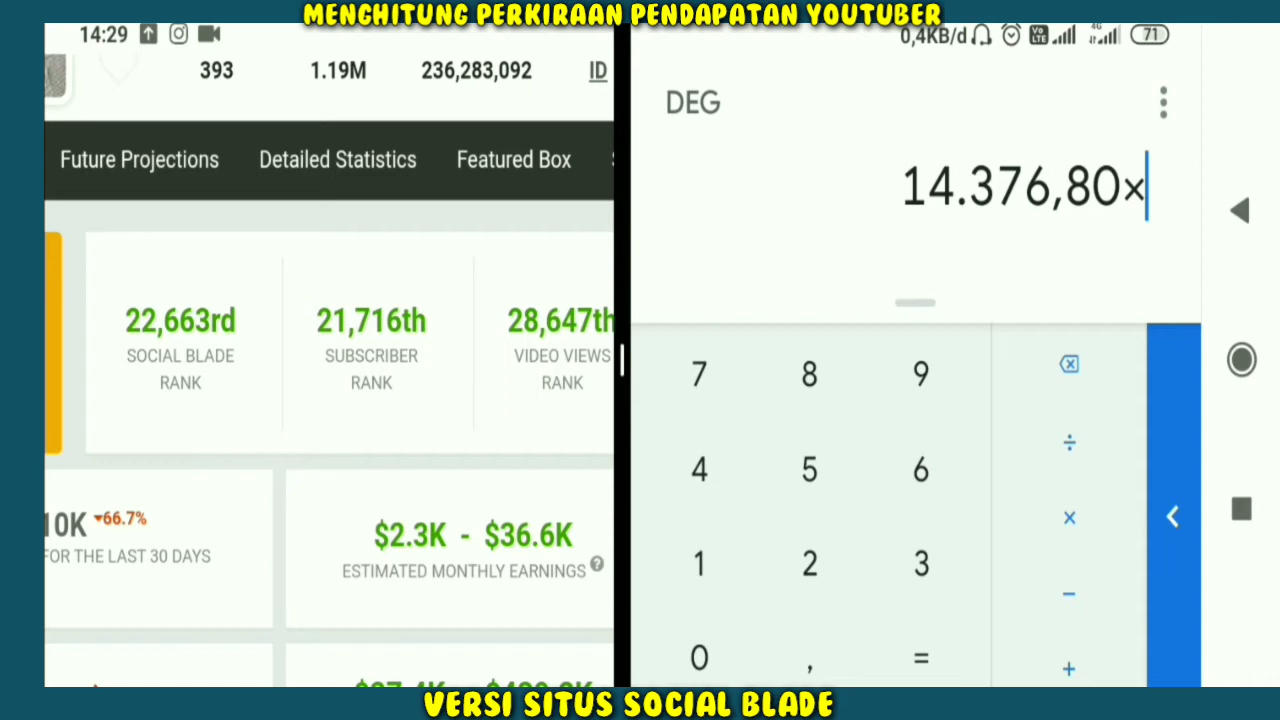 MENGHITUNG PERKIRAAN PENDAPATAN YOUTUBER
14:29
0,4KB/d
Vo LTE
4G
71
393 1.19M 236,283,092 ID
Future Projections Detailed Statistics Featured Box
22,663rd 21,716th 28,647th
SOCIAL BLADE RANK
SUBSCRIBER RANK
VIDEO VIEWS RANK
10K 66.7%
FOR THE LAST 30 DAYS
$2.3K - $36.6K
ESTIMATED MONTHLY EARNINGS ?
DEG
14.376,80×
7 8 9
÷
4 5 6
×
1 2 3
−
0 , =
+
VERSI SITUS SOCIAL BLADE